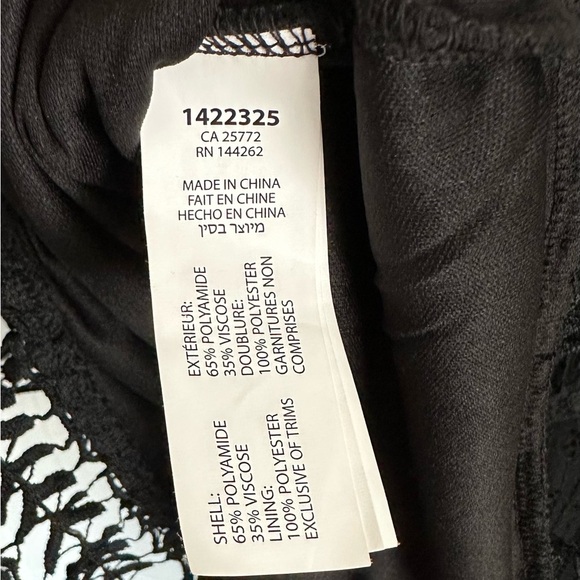 1422325
CA 25772
RN 144262
MADE IN CHINA
FAIT EN CHINE
HECHO EN CHINA
מיוצר בסין
EXTÉRIEUR:
65% POLYAMIDE
35% VISCOSE
DOUBLURE:
100% POLYESTER
GARNITURES NON
COMPRISES
SHELL:
65% POLYAMIDE
35% VISCOSE
LINING:
100% POLYESTER
EXCLUSIVE OF TRIMS